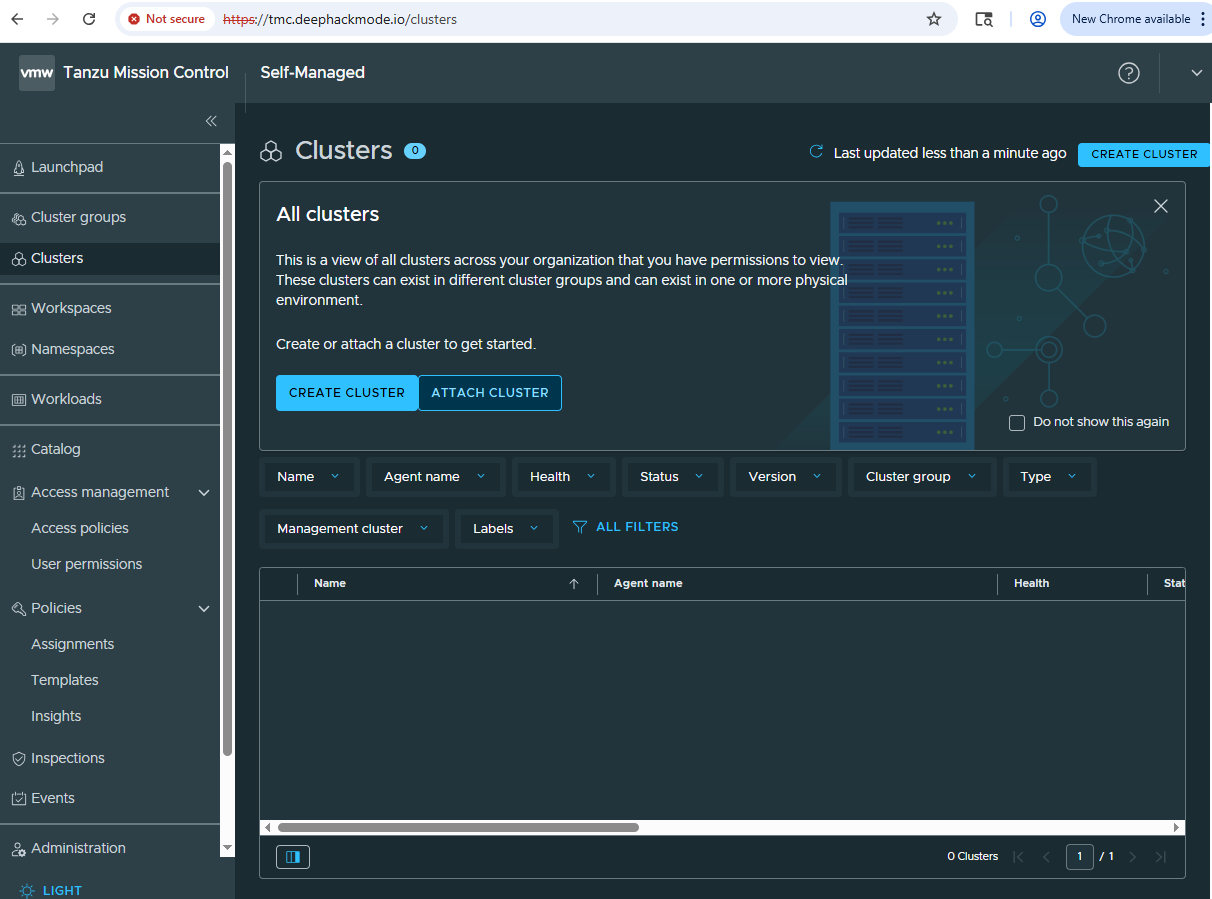 Not secure https://tmc.deephackmode.io/clusters New Chrome available
vmw Tanzu Mission Control Self-Managed
Launchpad
Cluster groups
Clusters
Workspaces
Namespaces
Workloads
Catalog
Access management
Access policies
User permissions
Policies
Assignments
Templates
Insights
Inspections
Events
Administration
LIGHT
Clusters 0
Last updated less than a minute ago CREATE CLUSTER
All clusters
This is a view of all clusters across your organization that you have permissions to view.
These clusters can exist in different cluster groups and can exist in one or more physical
environment.
Create or attach a cluster to get started.
CREATE CLUSTER ATTACH CLUSTER
Do not show this again
Name Agent name Health Status Version Cluster group Type
Management cluster Labels ALL FILTERS
Name Agent name Health Stat
0 Clusters 1 / 1